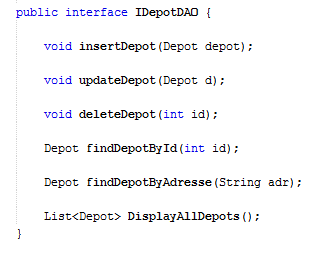 public interface IDepotDAO {
void insertDepot(Depot depot);
void updateDepot(Depot d);
void deleteDepot(int id);
Depot findDepotById(int id);
Depot findDepotByAdresse(String adr);
List<Depot> DisplayAllDepots();
}